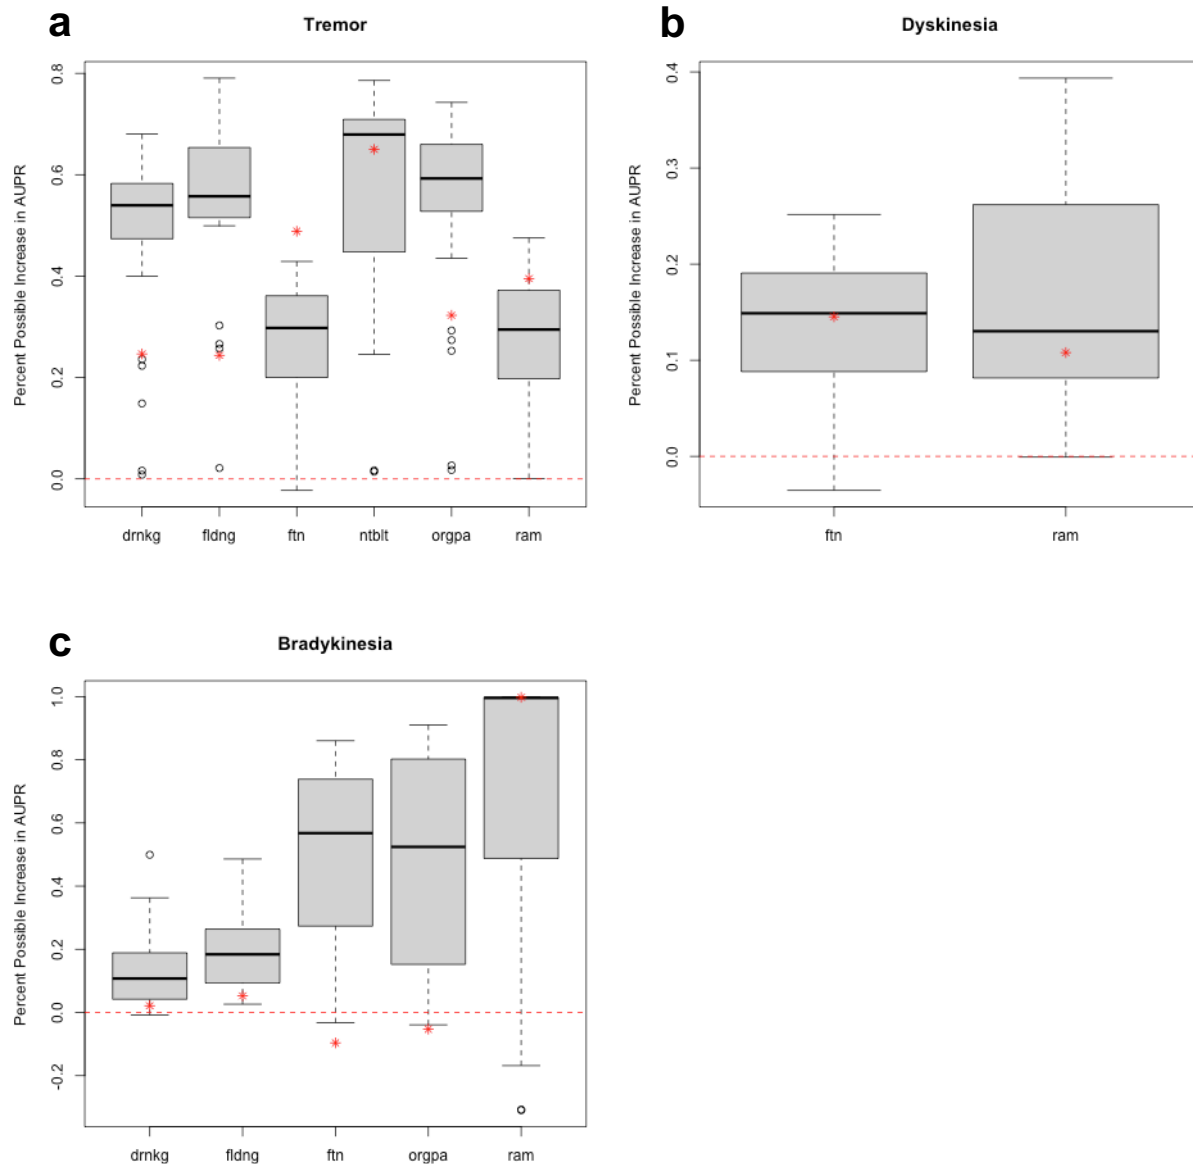 a
Tremor
Percent Possible Increase in AUPR
0.8
0.6
0.4
0.2
0.0
drnkg fldng ftn ntblt orgpa ram
b
Dyskinesia
Percent Possible Increase in AUPR
0.4
0.3
0.2
0.1
0.0
ftn ram
c
Bradykinesia
Percent Possible Increase in AUPR
1.0
0.8
0.6
0.4
0.2
0.0
-0.2
drnkg fldng ftn orgpa ram